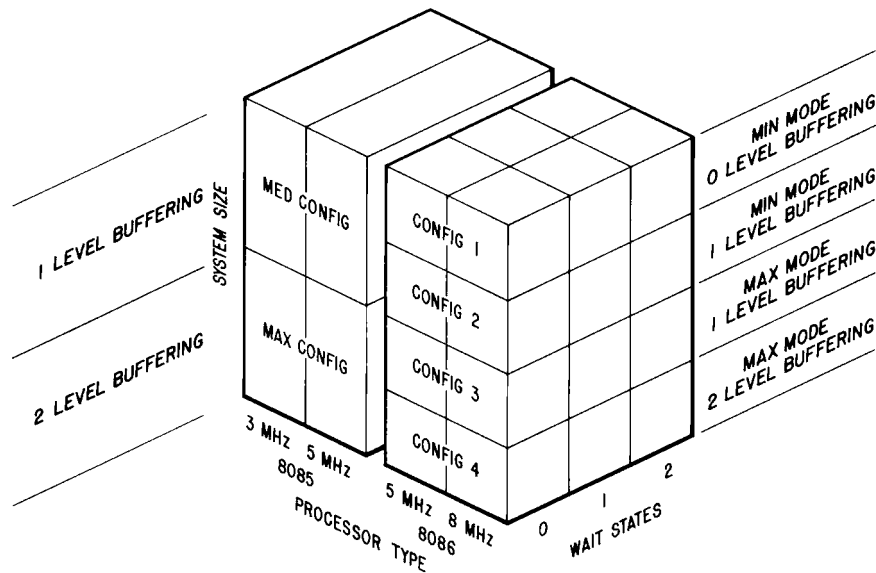 MIN MODE
0 LEVEL BUFFERING
MIN MODE
1 LEVEL BUFFERING
MAX MODE
1 LEVEL BUFFERING
MAX MODE
2 LEVEL BUFFERING
1 LEVEL BUFFERING
2 LEVEL BUFFERING
SYSTEM SIZE
MED CONFIG
MAX CONFIG
CONFIG 1
CONFIG 2
CONFIG 3
CONFIG 4
3 MHz 5 MHz
8085
5 MHz 8 MHz
8086
PROCESSOR TYPE
0 1 2
WAIT STATES